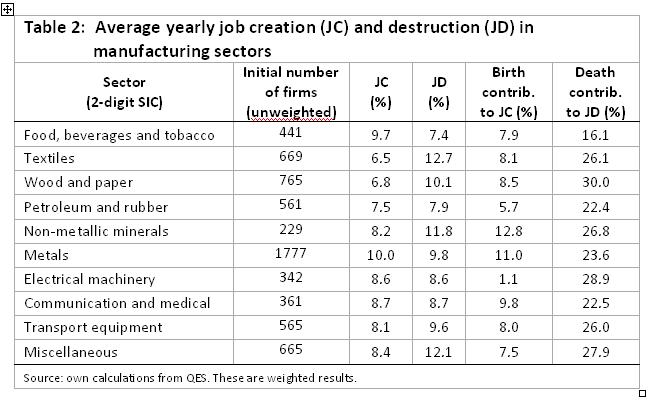 Table 2: Average yearly job creation (JC) and destruction (JD) in
manufacturing sectors
Sector (2-digit SIC) Initial number of firms (unweighted) JC (%) JD (%) Birth contrib. to JC (%) Death contrib. to JD (%)
Food, beverages and tobacco 441 9.7 7.4 7.9 16.1
Textiles 669 6.5 12.7 8.1 26.1
Wood and paper 765 6.8 10.1 8.5 30.0
Petroleum and rubber 561 7.5 7.9 5.7 22.4
Non-metallic minerals 229 8.2 11.8 12.8 26.8
Metals 1777 10.0 9.8 11.0 23.6
Electrical machinery 342 8.6 8.6 1.1 28.9
Communication and medical 361 8.7 8.7 9.8 22.5
Transport equipment 565 8.1 9.6 8.0 26.0
Miscellaneous 665 8.4 12.1 7.5 27.9
Source: own calculations from QES. These are weighted results.